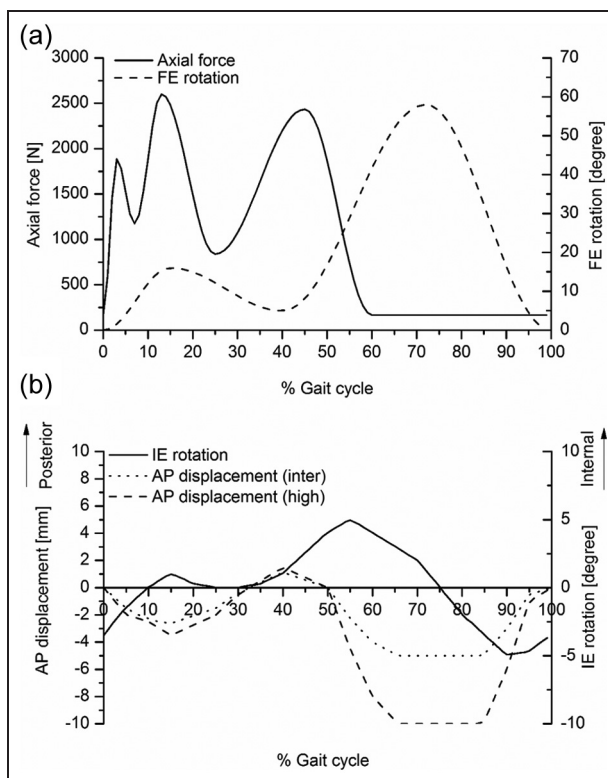 (a)
Axial force
FE rotation
3000
2500
2000
1500
1000
500
0
Axial force [N]
70
60
50
40
30
20
10
0
FE rotation [degree]
0 10 20 30 40 50 60 70 80 90 100
% Gait cycle
(b)
Posterior
Internal
IE rotation
AP displacement (inter)
AP displacement (high)
10
8
6
4
2
0
-2
-4
-6
-8
-10
AP displacement [mm]
10
5
0
-5
-10
IE rotation [degree]
0 10 20 30 40 50 60 70 80 90 100
% Gait cycle